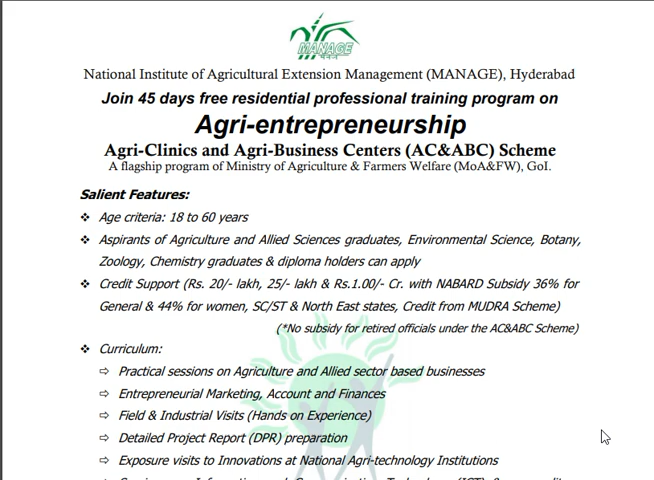 MANAGE
National Institute of Agricultural Extension Management (MANAGE), Hyderabad
Join 45 days free residential professional training program on
Agri-entrepreneurship
Agri-Clinics and Agri-Business Centers (AC&ABC) Scheme
A flagship program of Ministry of Agriculture & Farmers Welfare (MoA&FW), GoI.
Salient Features:
❖ Age criteria: 18 to 60 years
❖ Aspirants of Agriculture and Allied Sciences graduates, Environmental Science, Botany,
Zoology, Chemistry graduates & diploma holders can apply
❖ Credit Support (Rs. 20/- lakh, 25/- lakh & Rs.1.00/- Cr. with NABARD Subsidy 36% for
General & 44% for women, SC/ST & North East states, Credit from MUDRA Scheme)
(*No subsidy for retired officials under the AC&ABC Scheme)
❖ Curriculum:
⇨ Practical sessions on Agriculture and Allied sector based businesses
⇨ Entrepreneurial Marketing, Account and Finances
⇨ Field & Industrial Visits (Hands on Experience)
⇨ Detailed Project Report (DPR) preparation
⇨ Exposure visits to Innovations at National Agri-technology Institutions